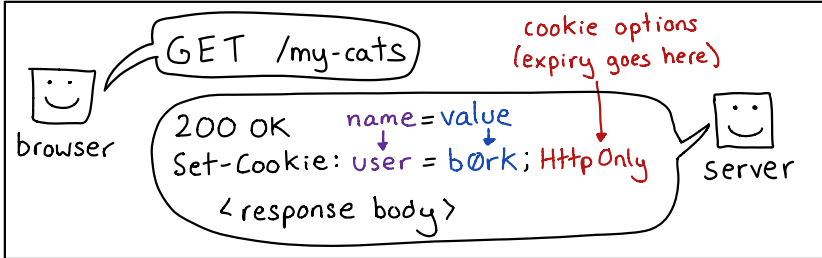 GET /my-cats
cookie options
(expiry goes here)
browser
200 OK
name=value
Set-Cookie: user = b0rk; HttpOnly
<response body>
server